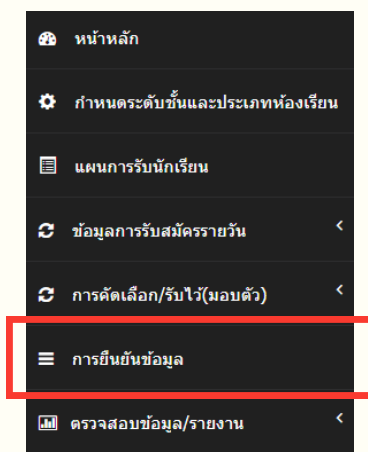 หน้าหลัก
กำหนดระดับชั้นและประเภทห้องเรียน
แผนการรับนักเรียน
ข้อมูลการรับสมัครรายวัน
การคัดเลือก/รับไว้(มอบตัว)
การยืนยันข้อมูล
ตรวจสอบข้อมูล/รายงาน